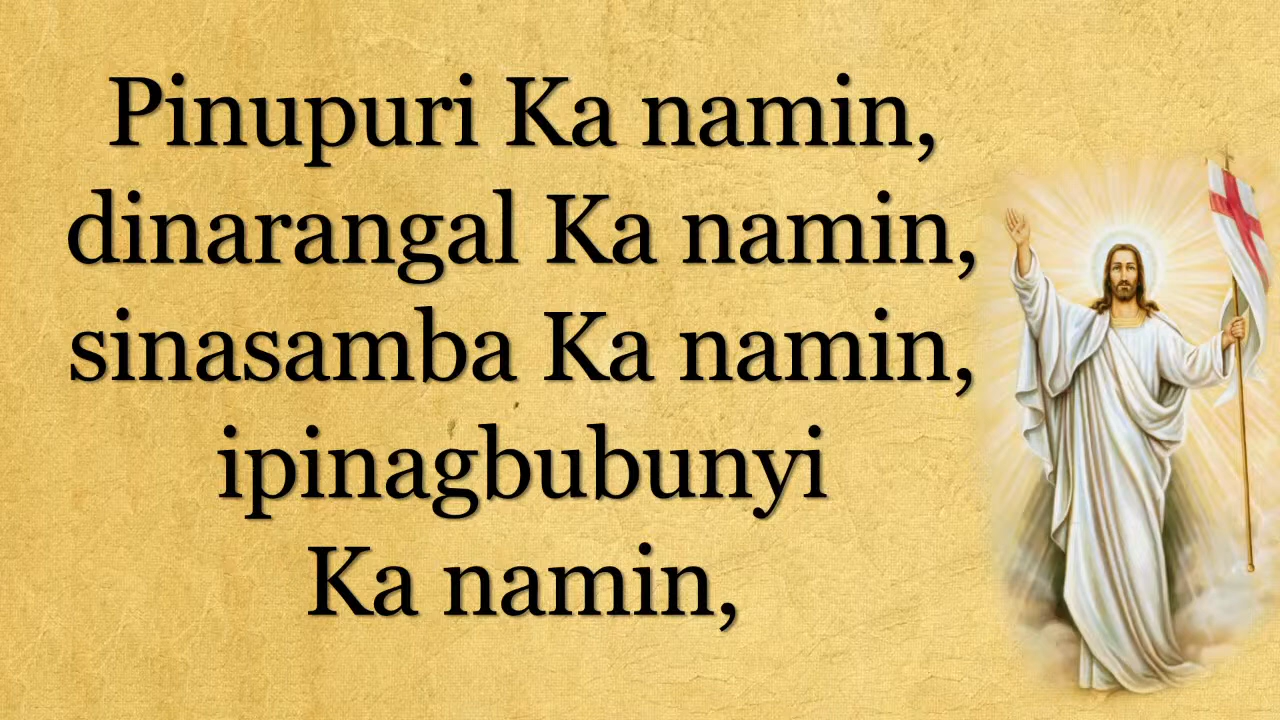 Pinupuri Ka namin,
dinarangal Ka namin,
sinasamba Ka namin,
ipinagbubunyi
Ka namin,